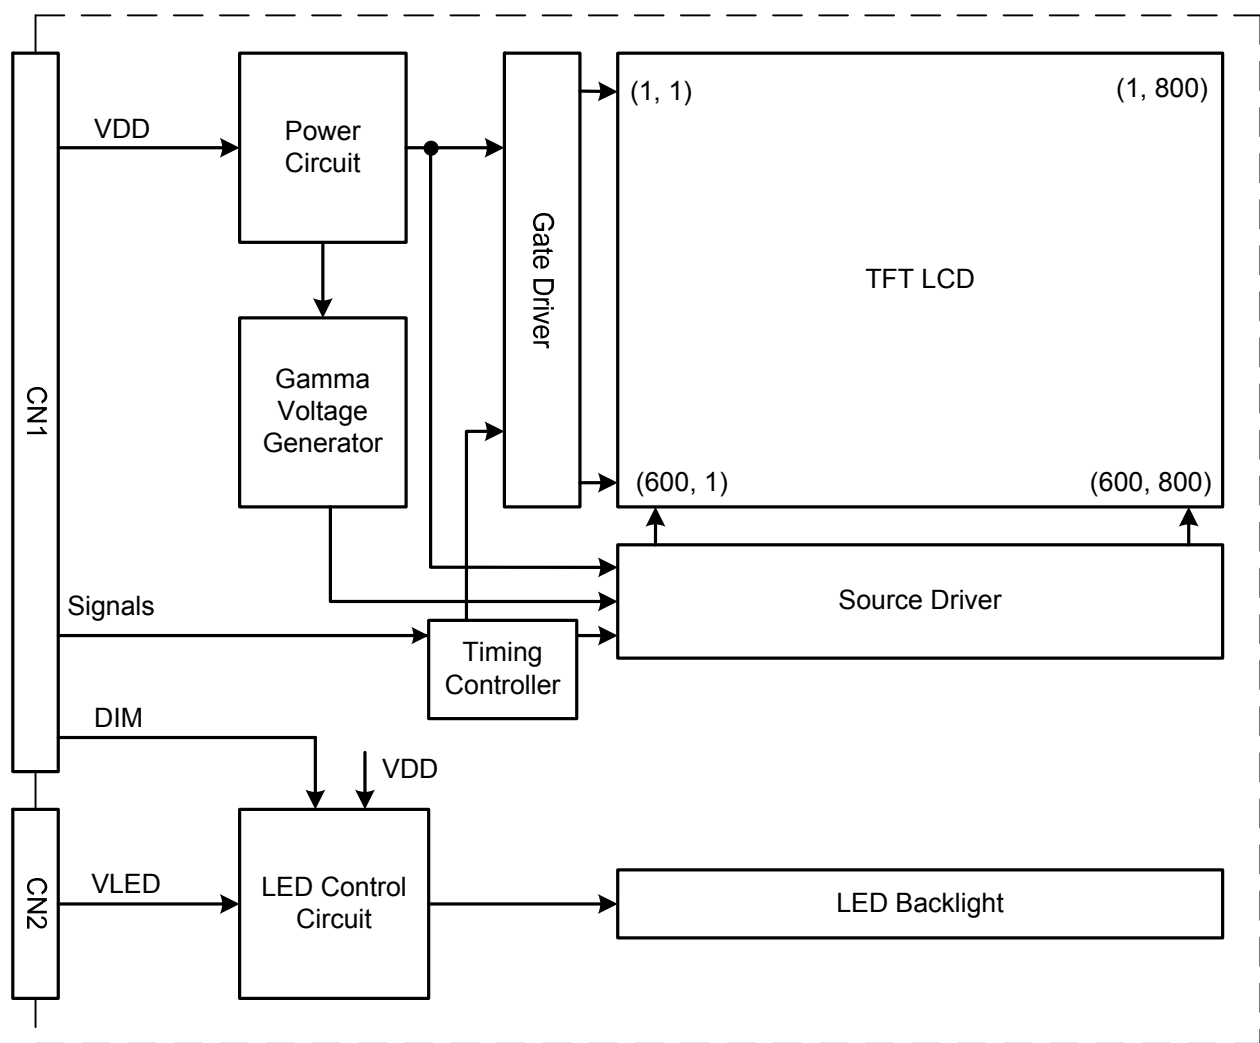 CN1
VDD
Power
Circuit
Gate Driver
(1, 1)
(1, 800)
TFT LCD
(600, 1)
(600, 800)
Gamma
Voltage
Generator
Source Driver
Signals
Timing
Controller
DIM
VDD
CN2
VLED
LED Control
Circuit
LED Backlight